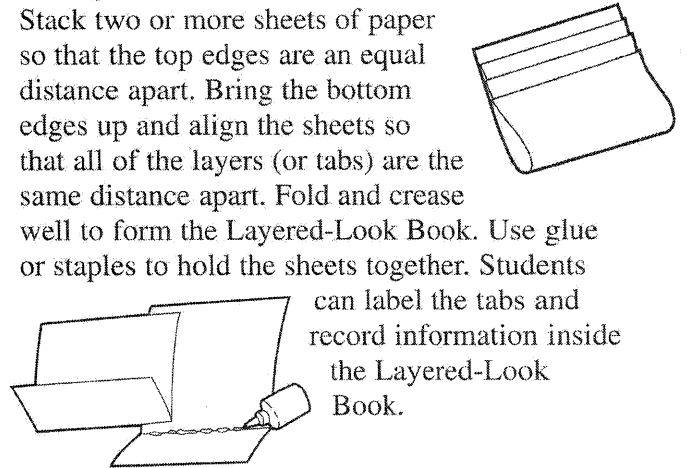 Stack two or more sheets of paper
so that the top edges are an equal
distance apart. Bring the bottom
edges up and align the sheets so
that all of the layers (or tabs) are the
same distance apart. Fold and crease
well to form the Layered-Look Book. Use glue
or staples to hold the sheets together. Students
can label the tabs and
record information inside
the Layered-Look
Book.